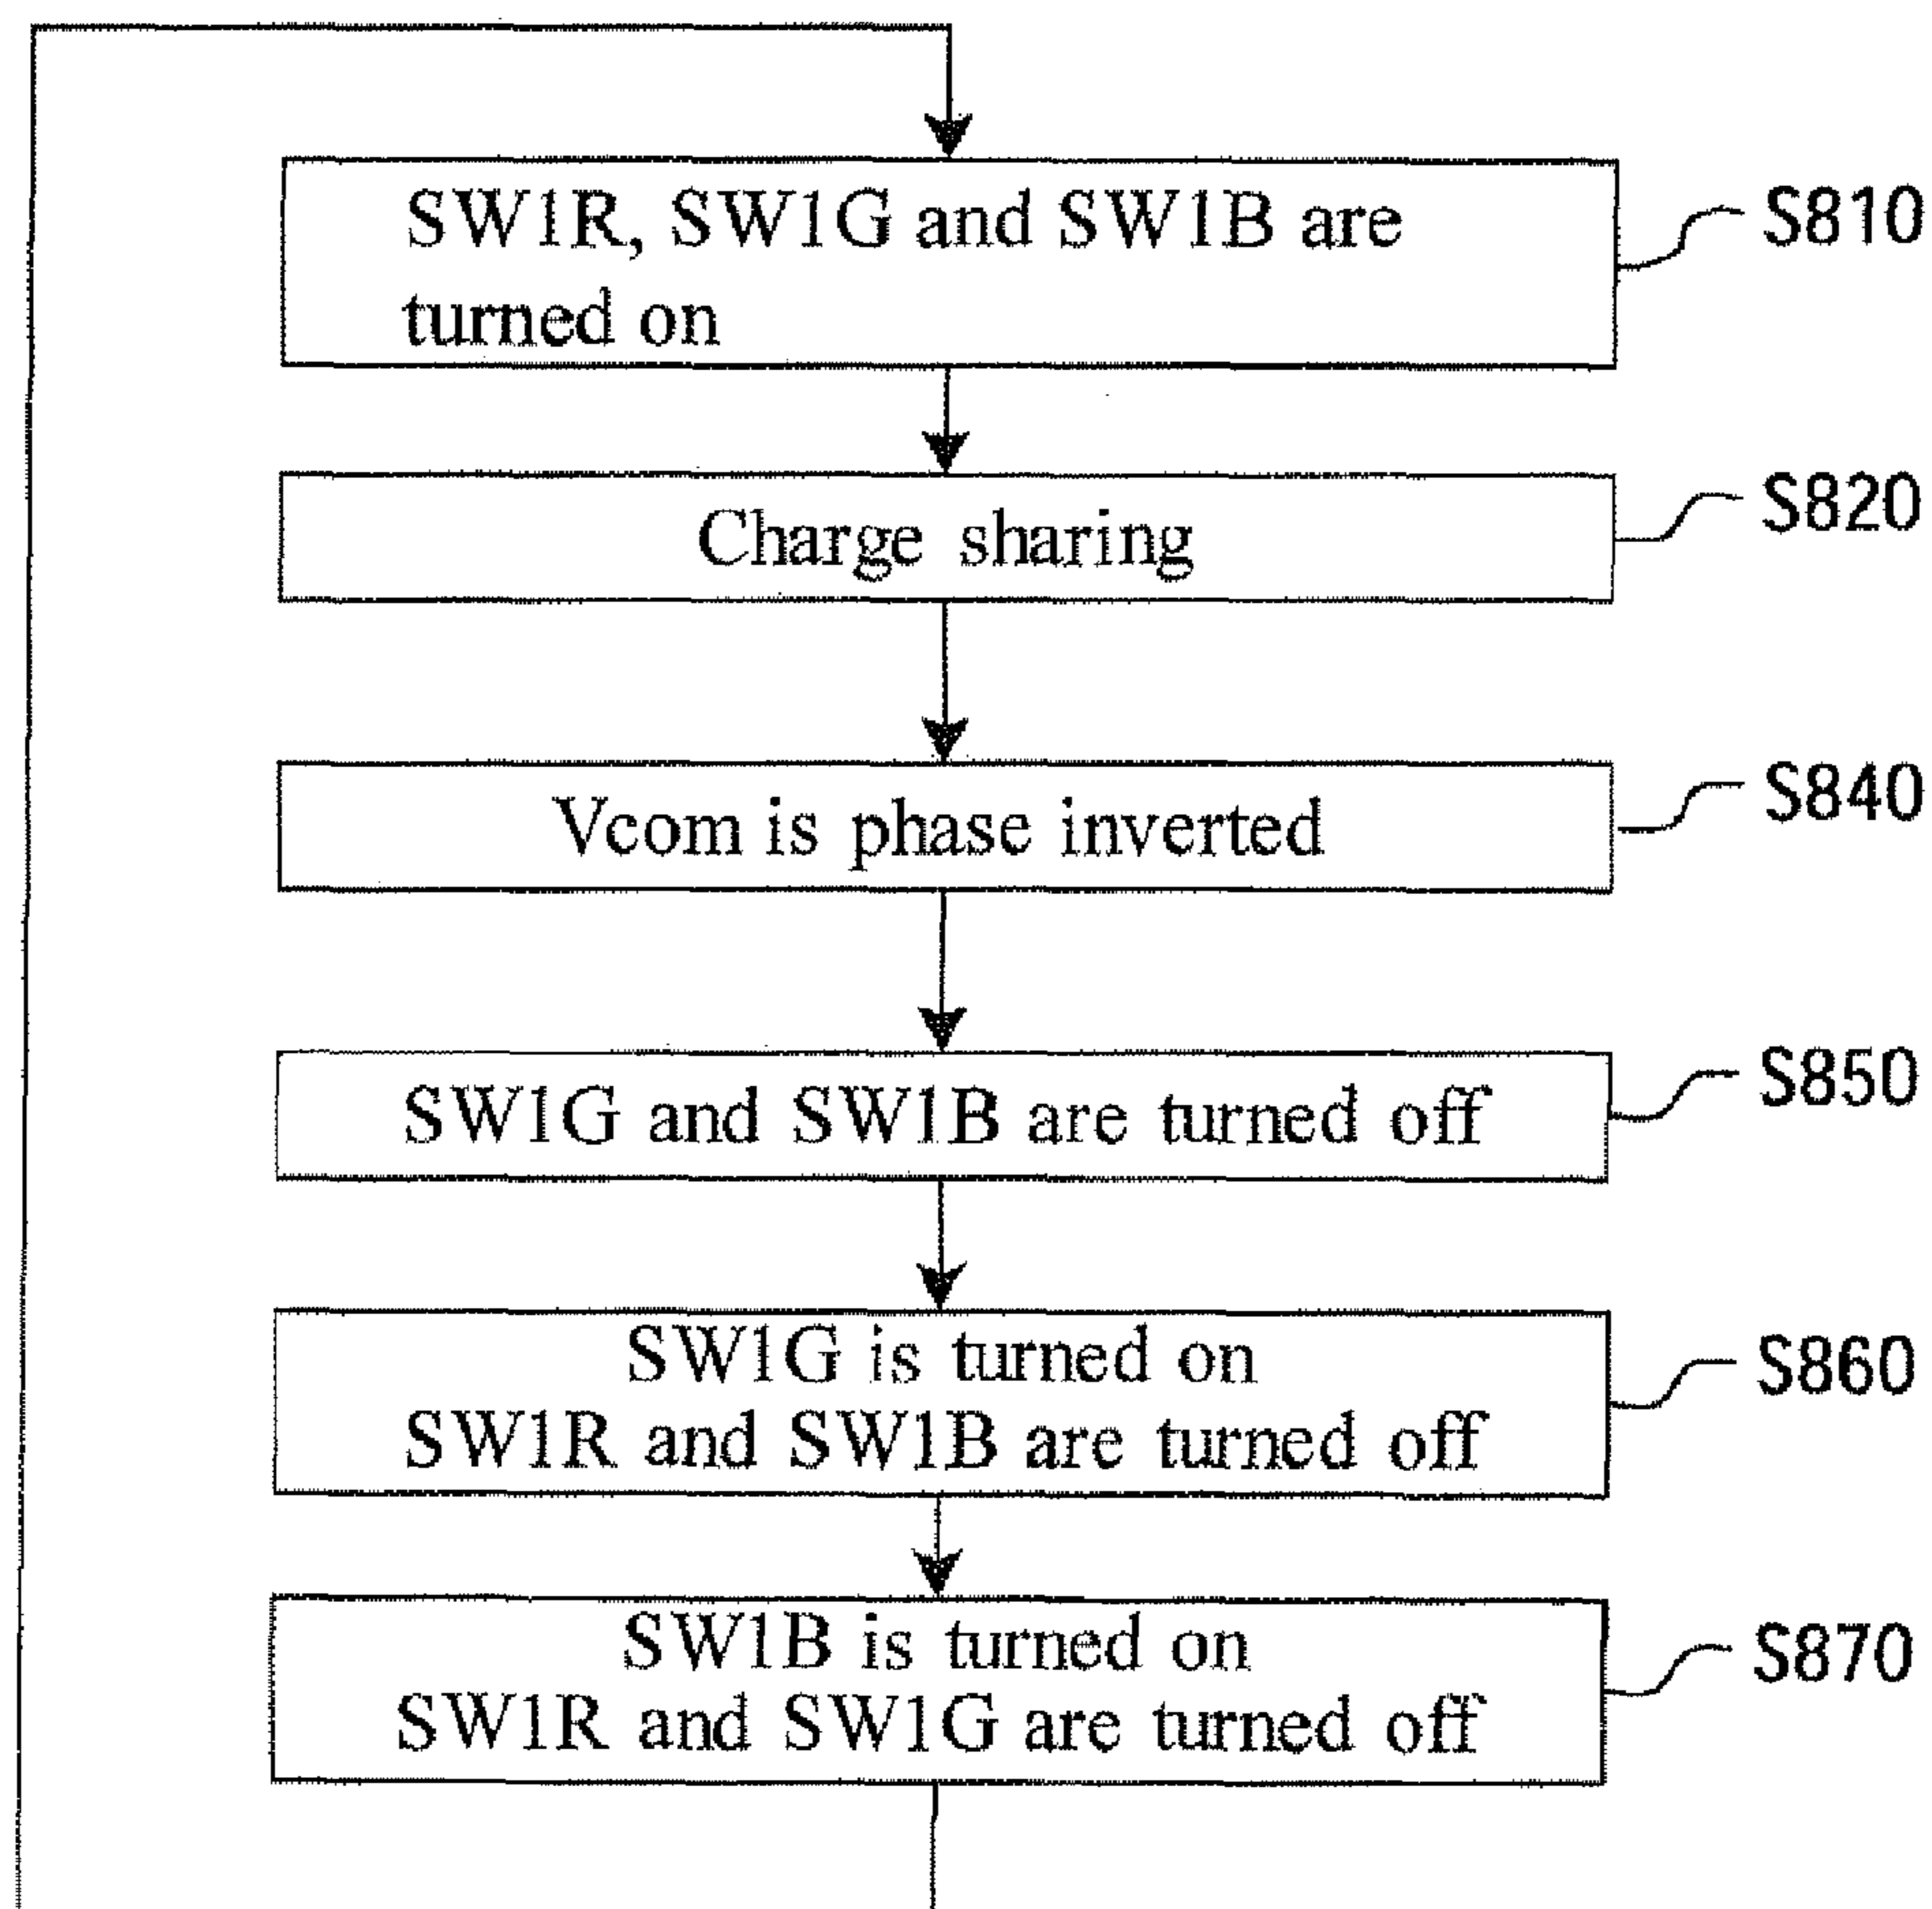 SW1R, SW1G and SW1B are
turned on
S810
Charge sharing
S820
Vcom is phase inverted
S840
SW1G and SW1B are turned off
S850
SW1G is turned on
SW1R and SW1B are turned off
S860
SW1B is turned on
SW1R and SW1G are turned off
S870